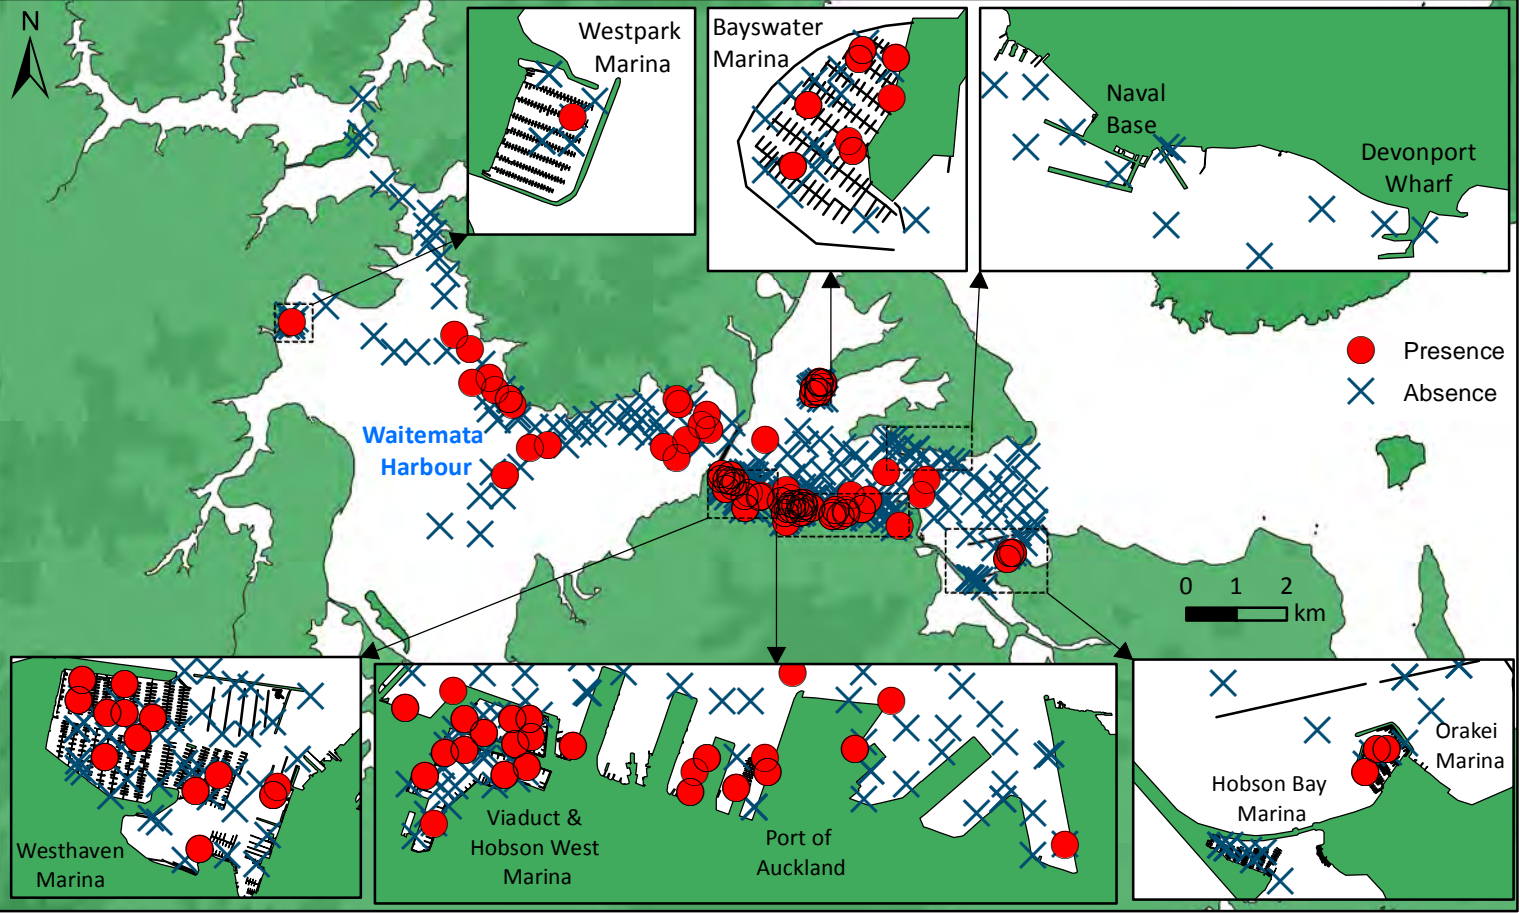 N
Westpark
Marina
Bayswater
Marina
Naval
Base
Devonport
Wharf
Presence
Absence
Waitemata
Harbour
0 1 2
km
Westhaven
Marina
Viaduct &
Hobson West
Marina
Port of
Auckland
Hobson Bay
Marina
Orakei
Marina